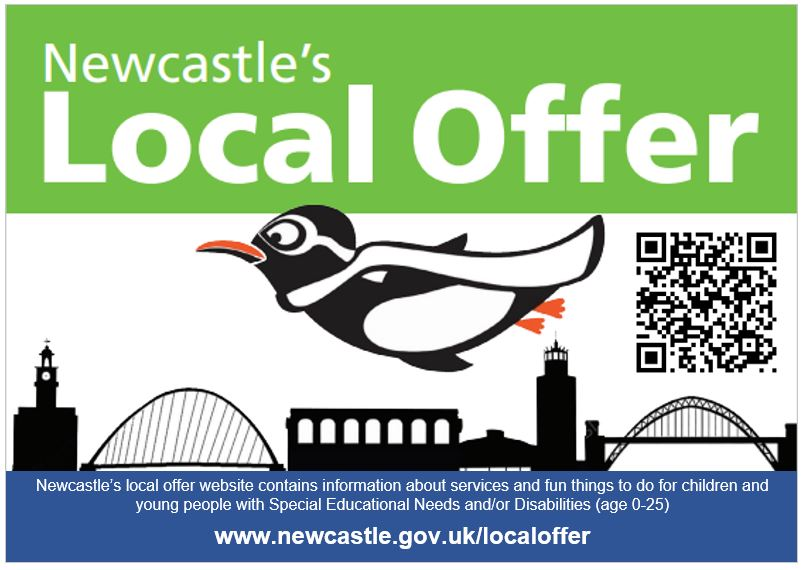 Newcastle’s
Local Offer
Newcastle’s local offer website contains information about services and fun things to do for children and
young people with Special Educational Needs and/or Disabilities (age 0-25)
www.newcastle.gov.uk/localoffer